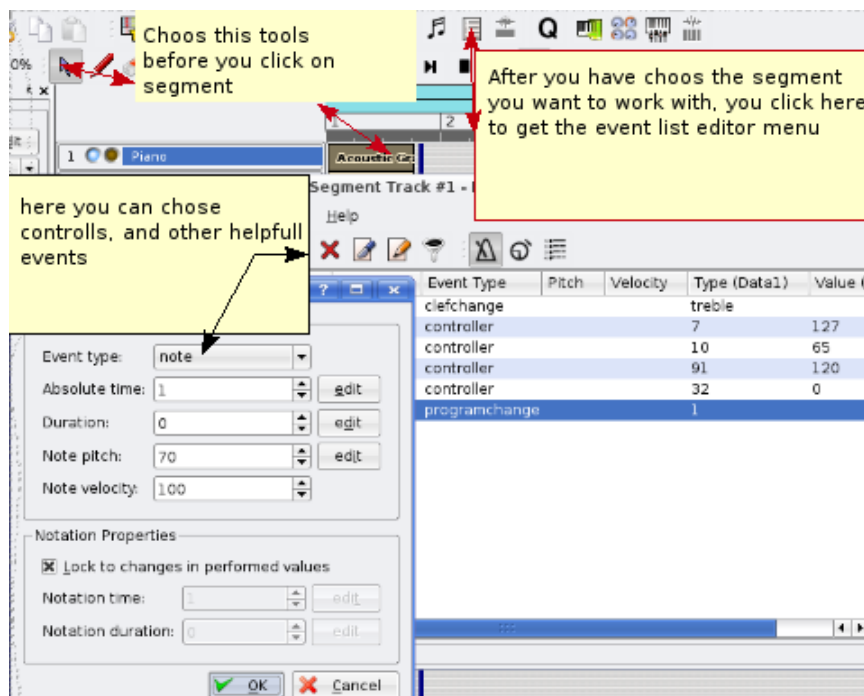 Choos this tools
before you click on
segment
Q
0%
After you have choos the segment
you want to work with, you click here
to get the event list editor menu
1 2
1 Piano
Acoustic Gr
Segment Track #1 -
here you can chose
controlls, and other helpfull
events
Help
Event Type Pitch Velocity Type (Data1) Value (
clefchange treble
controller 7 127
controller 10 65
controller 91 120
controller 32 0
programchange 1
Event type: note
Absolute time: 1 edit
Duration: 0 edit
Note pitch: 70 edit
Note velocity: 100
Notation Properties
Lock to changes in performed values
Notation time: 1 edit
Notation duration: 0 edit
OK Cancel